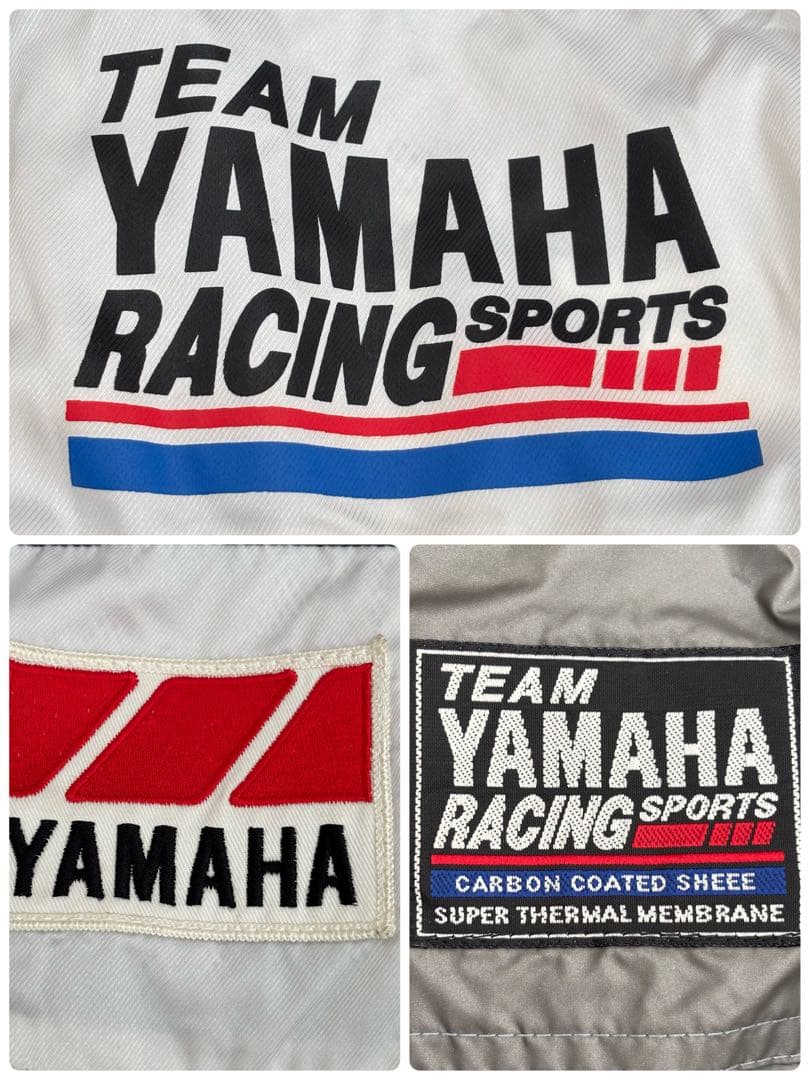 TEAM
YAMAHA
RACING SPORTS
YAMAHA
TEAM
YAMAHA
RACING SPORTS
CARBON COATED SHEEE
SUPER THERMAL MEMBRANE